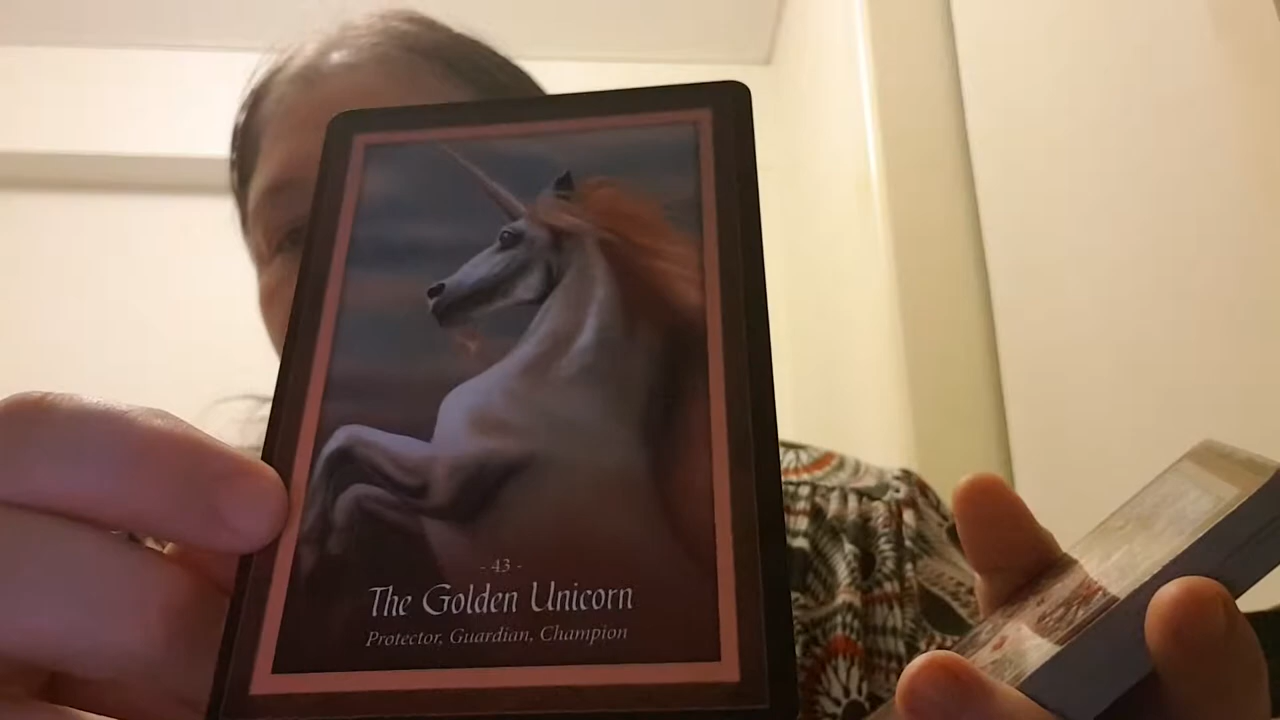 - 43 -
The Golden Unicorn
Protector, Guardian, Champion